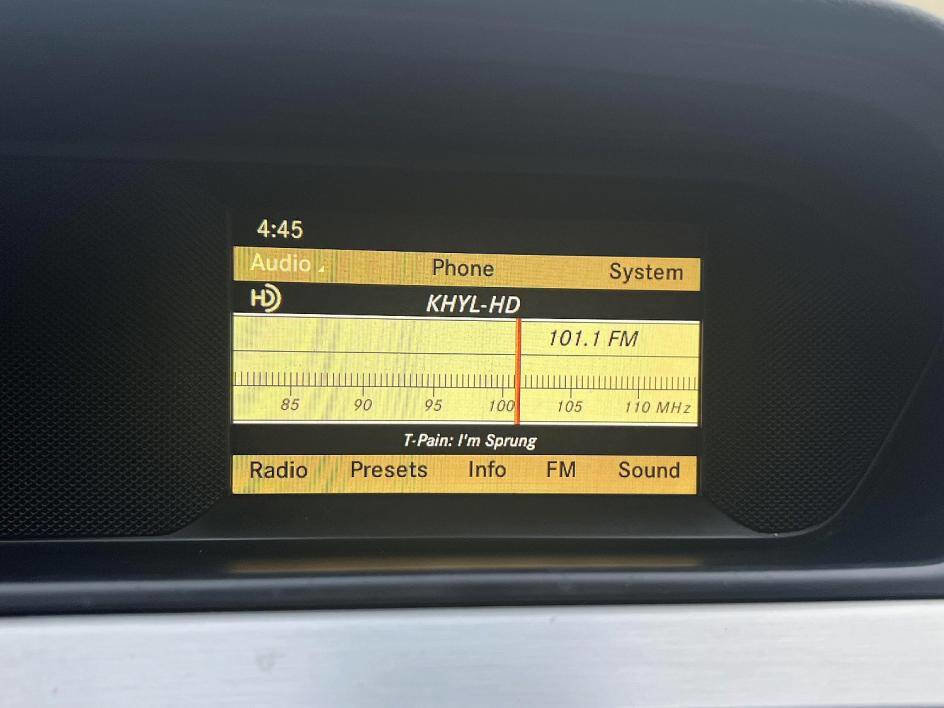 4:45
Audio Phone System
HD KHYL-HD
101.1 FM
85 90 95 100 105 110 MHz
T-Pain: I'm Sprung
Radio Presets Info FM Sound